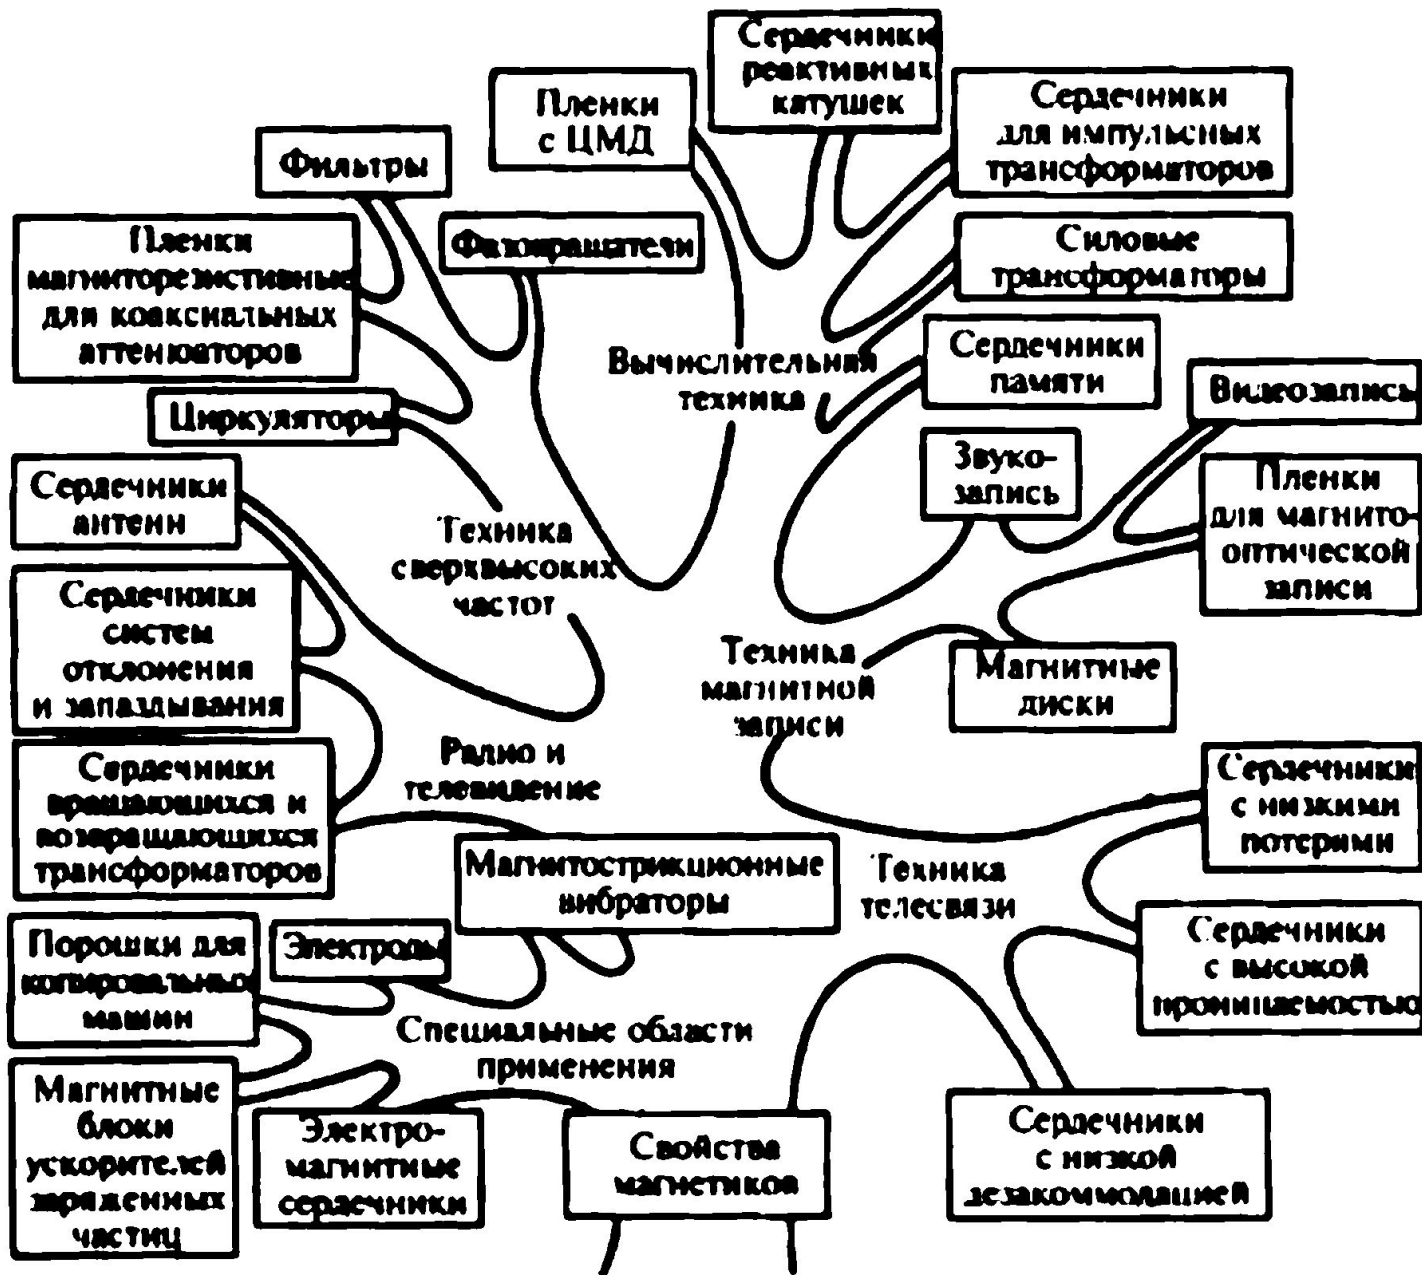 Сердечники
реактивных
катушек
Пленки
с ЦМД
Сердечники
для импульсных
трансформаторов
Фильтры
Фазовращатели
Силовые
трансформаторы
Пленки
магниторезистивные
для коаксиальных
аттенюаторов
Вычислительная
техника
Сердечники
памяти
Видеозапись
Циркуляторы
Звуко-
запись
Пленки
для магнито-
оптической
записи
Сердечники
антенн
Техника
сверхвысоких
частот
Сердечники
систем
отклонения
и запаздывания
Техника
магнитной
записи
Магнитные
диски
Радио и
телевидение
Сердечники
вращающихся и
возвращающихся
трансформаторов
Сердечники
с низкими
потерями
Магнитострикционные
вибраторы
Техника
телесвязи
Порошки для
копировальных
машин
Электроды
Сердечники
с высокой
проницаемостью
Специальные области
применения
Магнитные
блоки
ускорителей
заряженных
частиц
Электро-
магнитные
сердечники
Свойства
магнетиков
Сердечники
с низкой
дезаккоммодацией